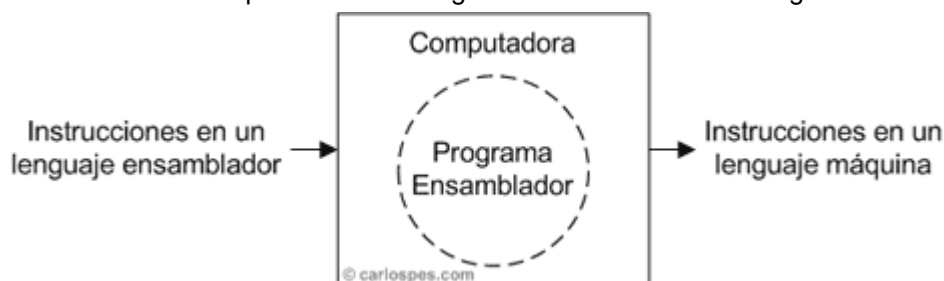 Computadora
Instrucciones en un
lenguaje ensamblador
Programa
Ensamblador
Instrucciones en un
lenguaje máquina
© carlospes.com